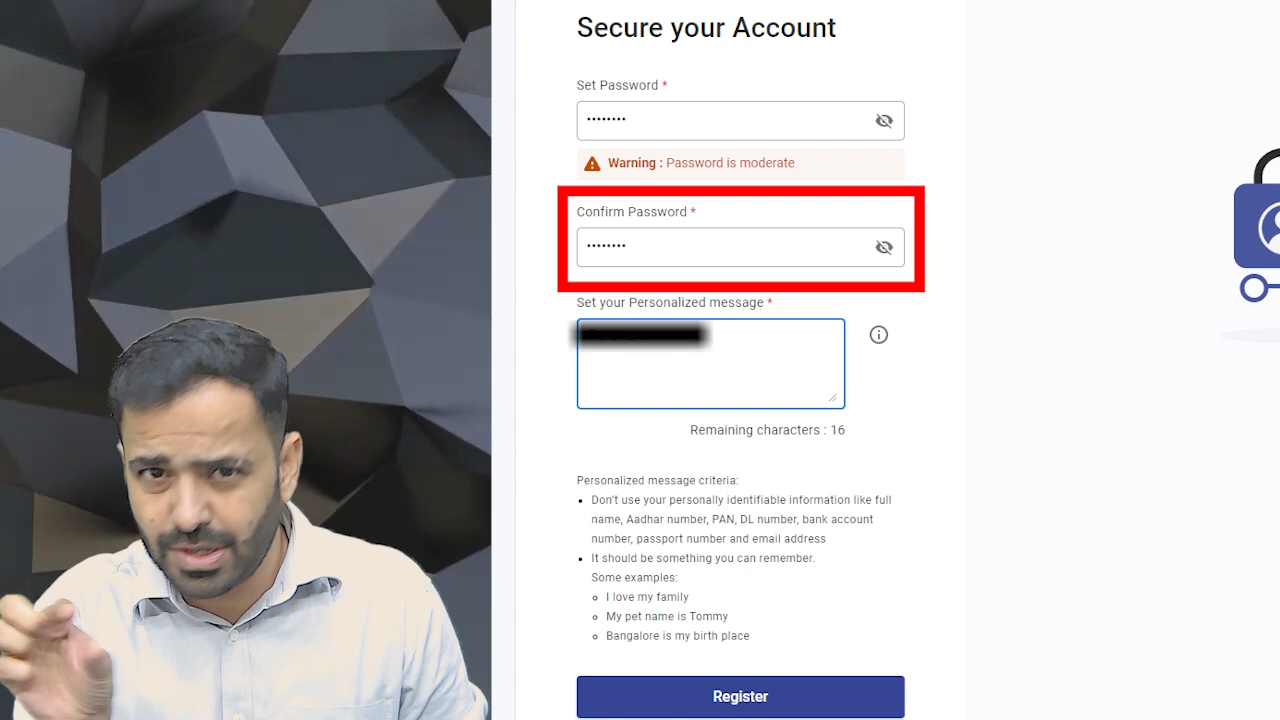 Secure your Account
Set Password *
••••••••
Warning : Password is moderate
Confirm Password *
••••••••
Set your Personalized message *
Remaining characters : 16
Personalized message criteria:
• Don't use your personally identifiable information like full
name, Aadhar number, PAN, DL number, bank account
number, passport number and email address
• It should be something you can remember.
Some examples:
◦ I love my family
◦ My pet name is Tommy
◦ Bangalore is my birth place
Register